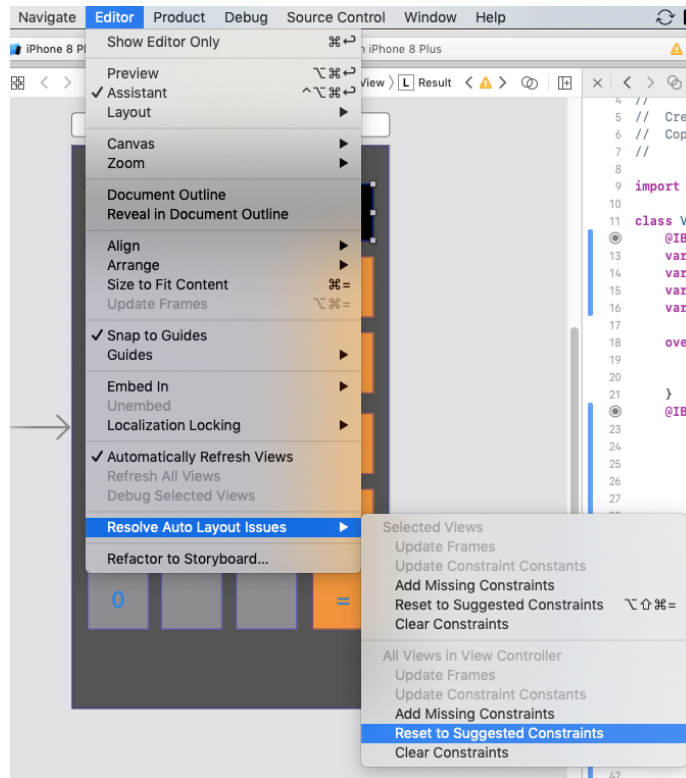 Navigate Editor Product Debug Source Control Window Help
iPhone 8 Pl
iPhone 8 Plus
View L Result
Show Editor Only ⌘↩
Preview ⌥⌘↩
✓ Assistant ^⌥⌘↩
Layout ▶
Canvas ▶
Zoom ▶
Document Outline
Reveal in Document Outline
Align ▶
Arrange ▶
Size to Fit Content ⌘=
Update Frames ⌥⌘=
✓ Snap to Guides
Guides ▶
Embed In ▶
Unembed
Localization Locking ▶
✓ Automatically Refresh Views
Refresh All Views
Debug Selected Views
Resolve Auto Layout Issues ▶
Refactor to Storyboard...
Selected Views
Update Frames
Update Constraint Constants
Add Missing Constraints
Reset to Suggested Constraints ⌥⇧⌘=
Clear Constraints
All Views in View Controller
Update Frames
Update Constraint Constants
Add Missing Constraints
Reset to Suggested Constraints
Clear Constraints
0 =
4 //
5 // Cre
6 // Cop
7 //
8
9 import
10
11 class V
@IB
13 var
14 var
15 var
16 var
17
18 ove
19
20
21 }
@IB
23
24
25
26
27
42